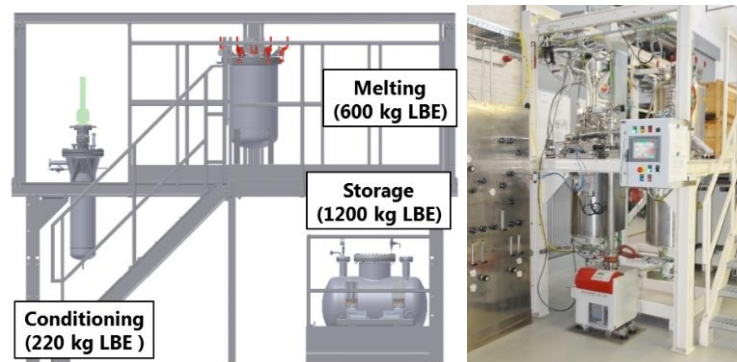 Melting
(600 kg LBE)
Storage
(1200 kg LBE)
Conditioning
(220 kg LBE )